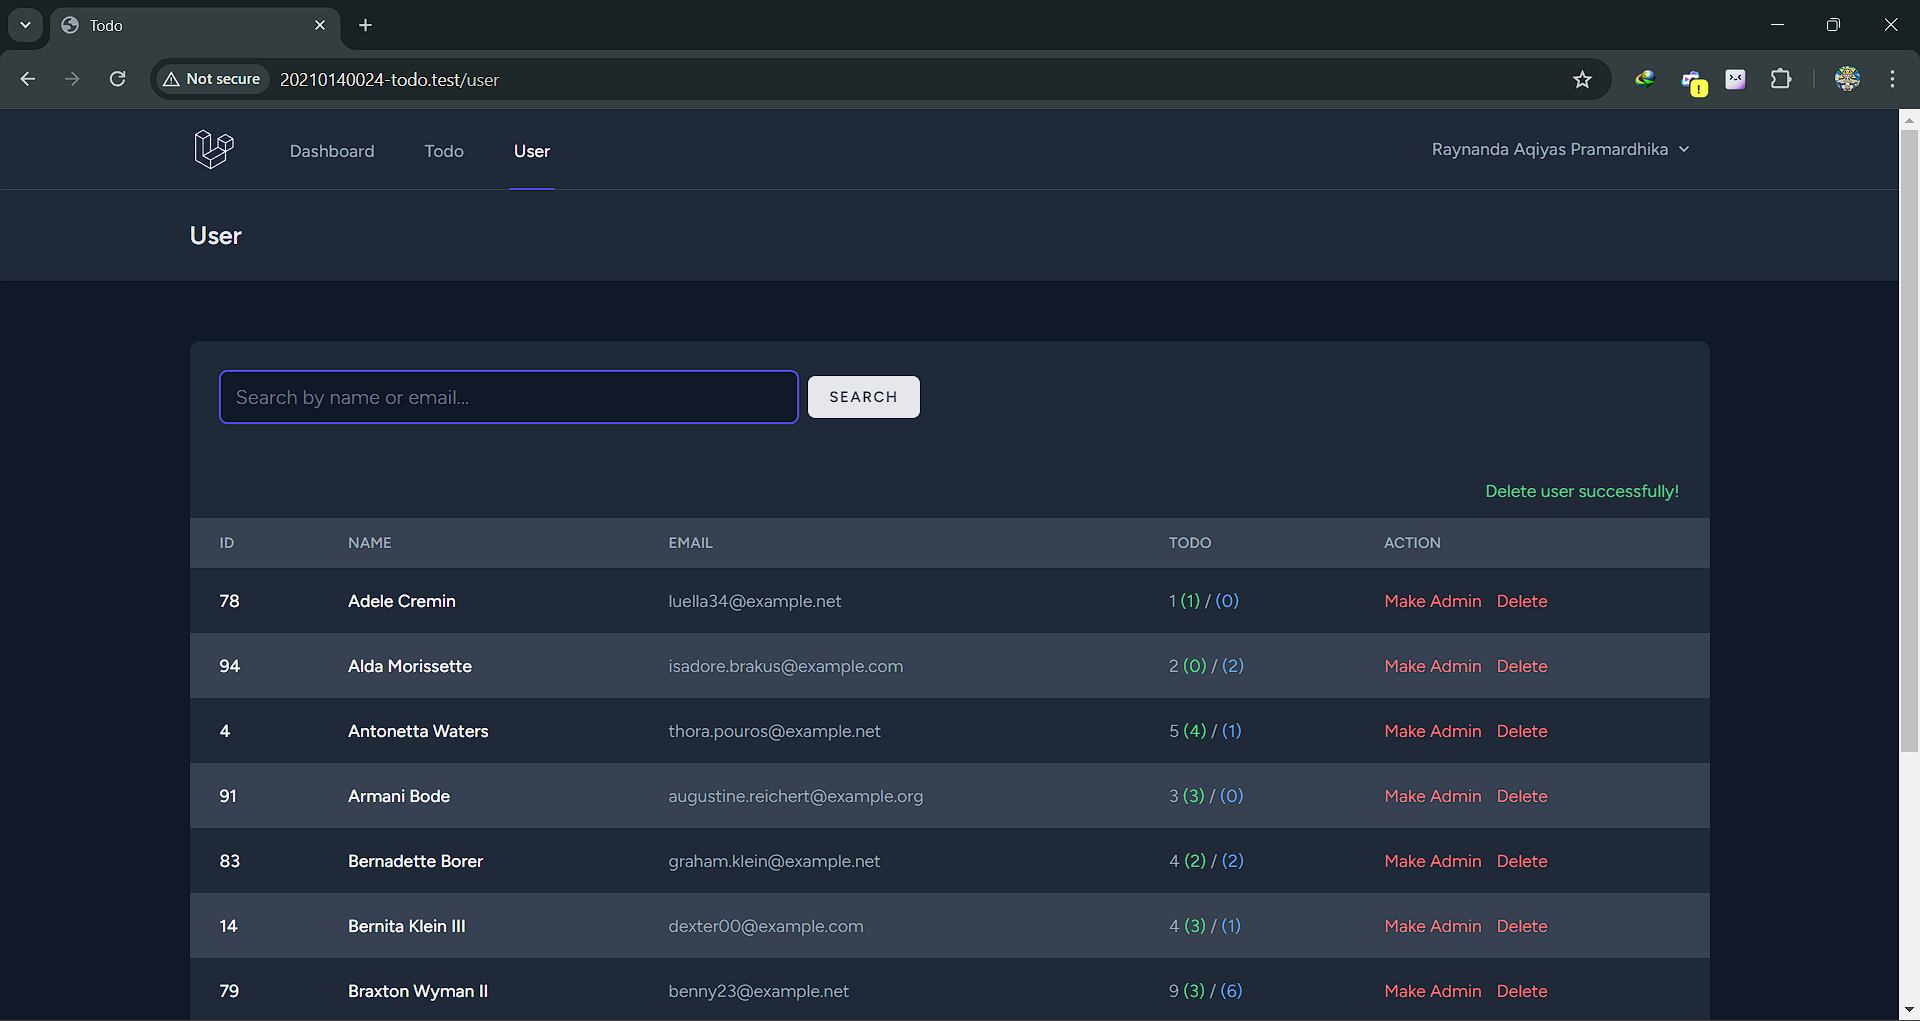 Todo
Not secure 20210140024-todo.test/user
Dashboard Todo User Raynanda Aqiyas Pramardhika
User
Search by name or email... SEARCH
Delete user successfully!
ID NAME EMAIL TODO ACTION
78 Adele Cremin luella34@example.net 1 (1) / (0) Make Admin Delete
94 Alda Morissette isadore.brakus@example.com 2 (0) / (2) Make Admin Delete
4 Antonetta Waters thora.pouros@example.net 5 (4) / (1) Make Admin Delete
91 Armani Bode augustine.reichert@example.org 3 (3) / (0) Make Admin Delete
83 Bernadette Borer graham.klein@example.net 4 (2) / (2) Make Admin Delete
14 Bernita Klein III dexter00@example.com 4 (3) / (1) Make Admin Delete
79 Braxton Wyman II benny23@example.net 9 (3) / (6) Make Admin Delete